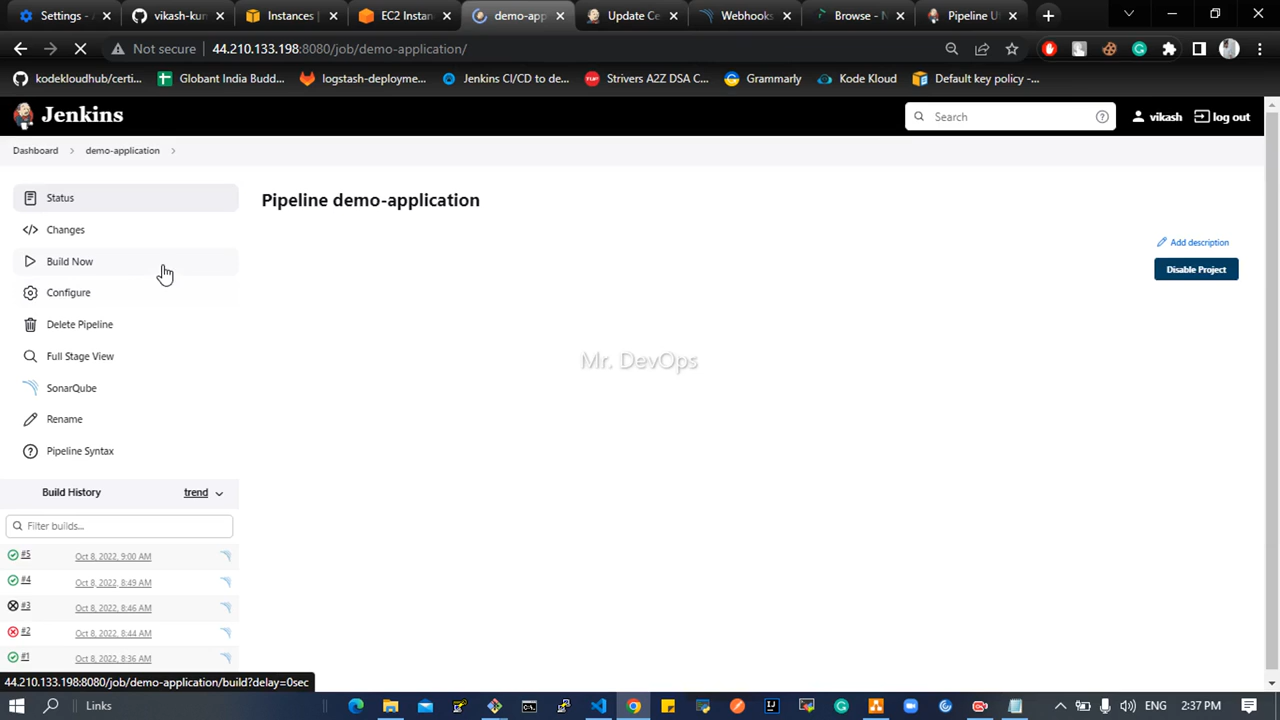 Settings -
vikash-kun
Instances
EC2 Instan
demo-app
Update Ce
Webhooks
Browse - N
Pipeline U
Not secure 44.210.133.198:8080/job/demo-application/
kodekloudhub/certi...
Globant India Budd...
logstash-deployme...
Jenkins CI/CD to de...
Strivers A2Z DSA C...
Grammarly
Kode Kloud
Default key policy -...
Jenkins
Search
vikash
log out
Dashboard
demo-application
Status
Pipeline demo-application
Changes
Add description
Build Now
Disable Project
Configure
Delete Pipeline
Full Stage View
Mr. DevOps
SonarQube
Rename
Pipeline Syntax
Build History
trend
Filter builds...
#5 Oct 8, 2022, 9:00 AM
#4 Oct 8, 2022, 8:49 AM
#3 Oct 8, 2022, 8:46 AM
#2 Oct 8, 2022, 8:44 AM
#1 Oct 8, 2022, 8:36 AM
44.210.133.198:8080/job/demo-application/build?delay=0sec
Links
ENG
2:37 PM